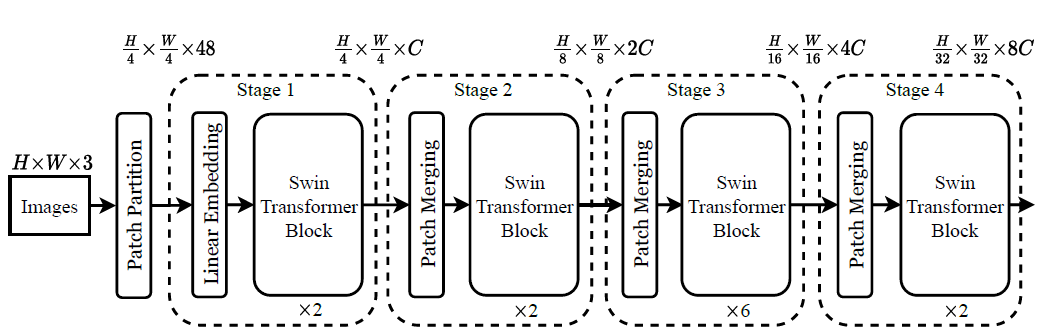 H/4 × W/4 × 48
H/4 × W/4 × C
H/8 × W/8 × 2C
H/16 × W/16 × 4C
H/32 × W/32 × 8C
Stage 1
Stage 2
Stage 3
Stage 4
H×W×3
Images
Patch Partition
Linear Embedding
Swin
Transformer
Block
×2
Patch Merging
Swin
Transformer
Block
×2
Patch Merging
Swin
Transformer
Block
×6
Patch Merging
Swin
Transformer
Block
×2